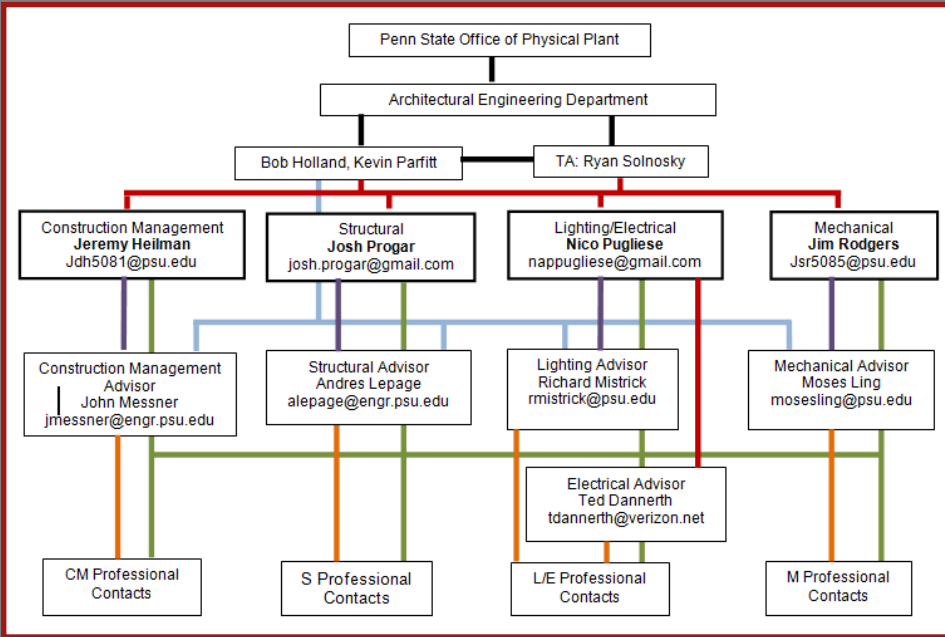 Penn State Office of Physical Plant
Architectural Engineering Department
Bob Holland, Kevin Parfitt
TA: Ryan Solnosky
Construction Management
Jeremy Heilman
Jdh5081@psu.edu
Structural
Josh Progar
josh.progar@gmail.com
Lighting/Electrical
Nico Pugliese
nappugliese@gmail.com
Mechanical
Jim Rodgers
Jsr5085@psu.edu
Construction Management
Advisor
John Messner
jmessner@engr.psu.edu
Structural Advisor
Andres Lepage
alepage@engr.psu.edu
Lighting Advisor
Richard Mistrick
rmistrick@psu.edu
Mechanical Advisor
Moses Ling
mosesling@psu.edu
Electrical Advisor
Ted Dannerth
tdannerth@verizon.net
CM Professional
Contacts
S Professional
Contacts
L/E Professional
Contacts
M Professional
Contacts